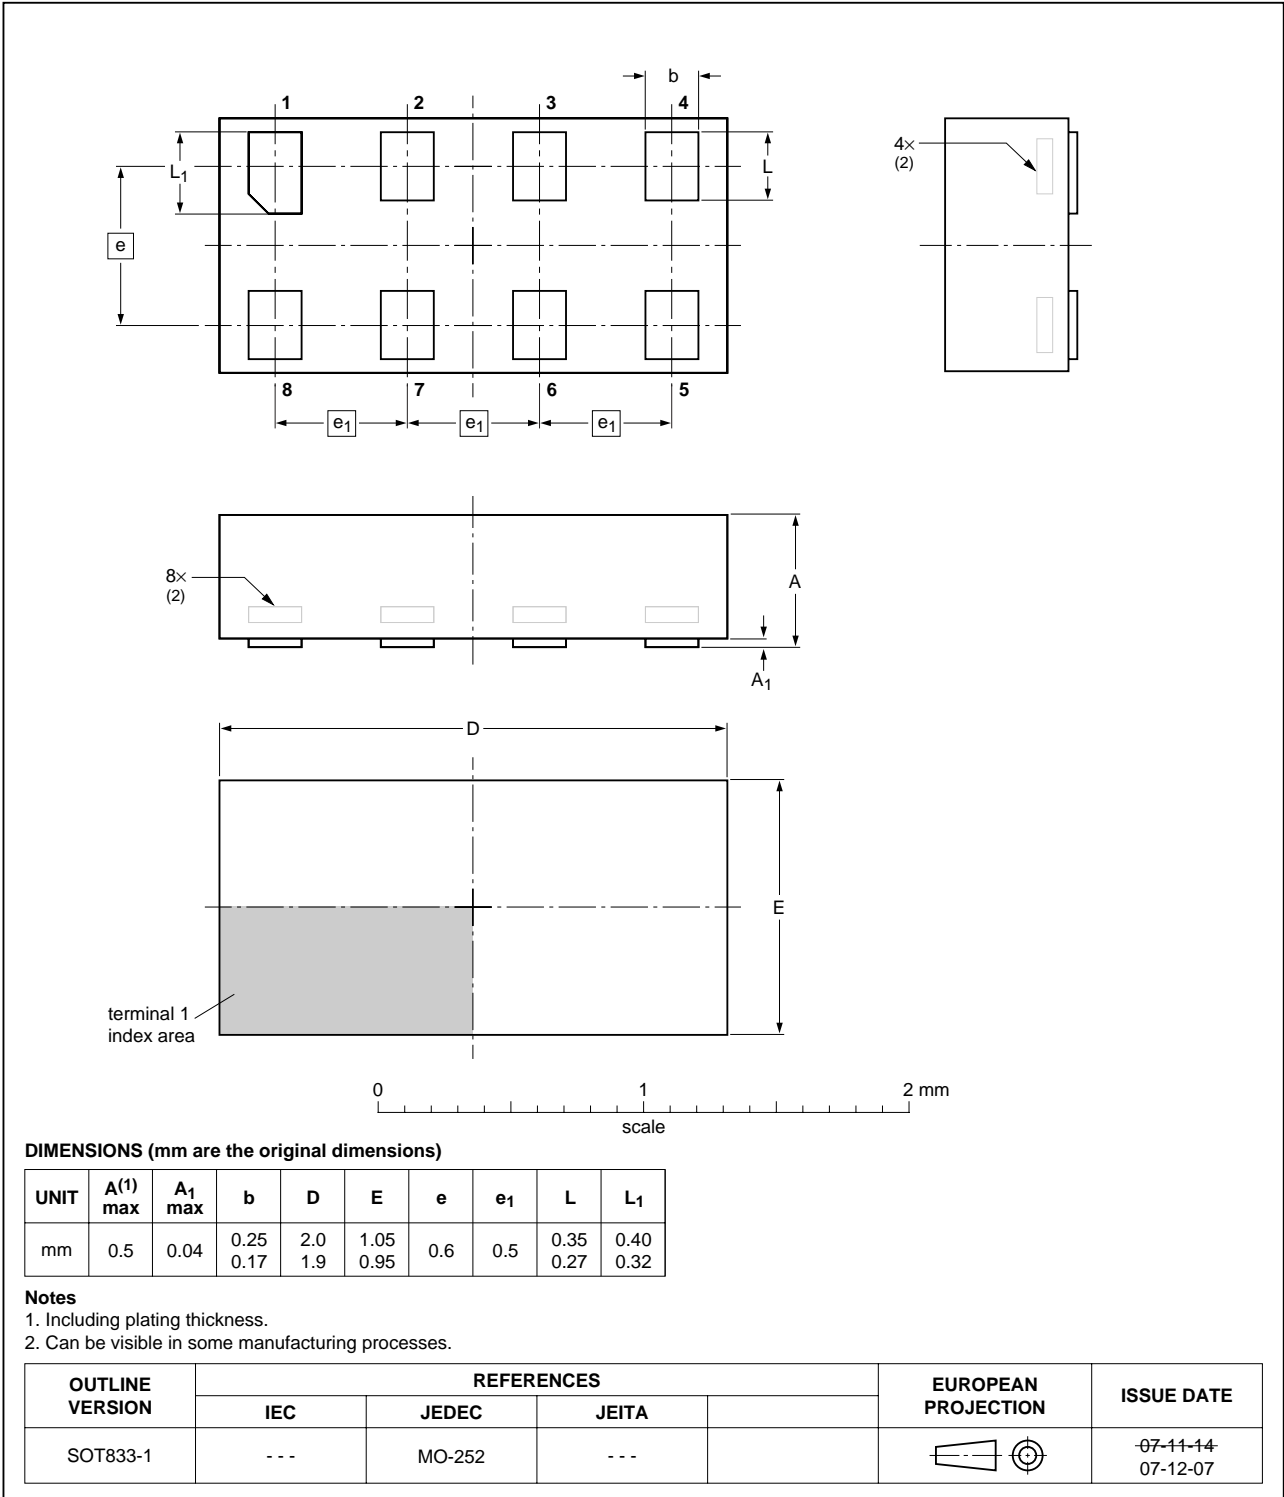 b
1 2 3 4
L1
L
4×
(2)
e
8 7 6 5
e1 e1 e1
8×
(2)
A
A1
D
E
terminal 1
index area
0 1 2 mm
scale
DIMENSIONS (mm are the original dimensions)
UNIT A(1) max A1 max b D E e e1 L L1
mm 0.5 0.04 0.25 0.17 2.0 1.9 1.05 0.95 0.6 0.5 0.35 0.27 0.40 0.32
Notes
1. Including plating thickness.
2. Can be visible in some manufacturing processes.
OUTLINE VERSION REFERENCES EUROPEAN PROJECTION ISSUE DATE
IEC JEDEC JEITA
SOT833-1 - - - MO-252 - - - 07-11-14
07-12-07